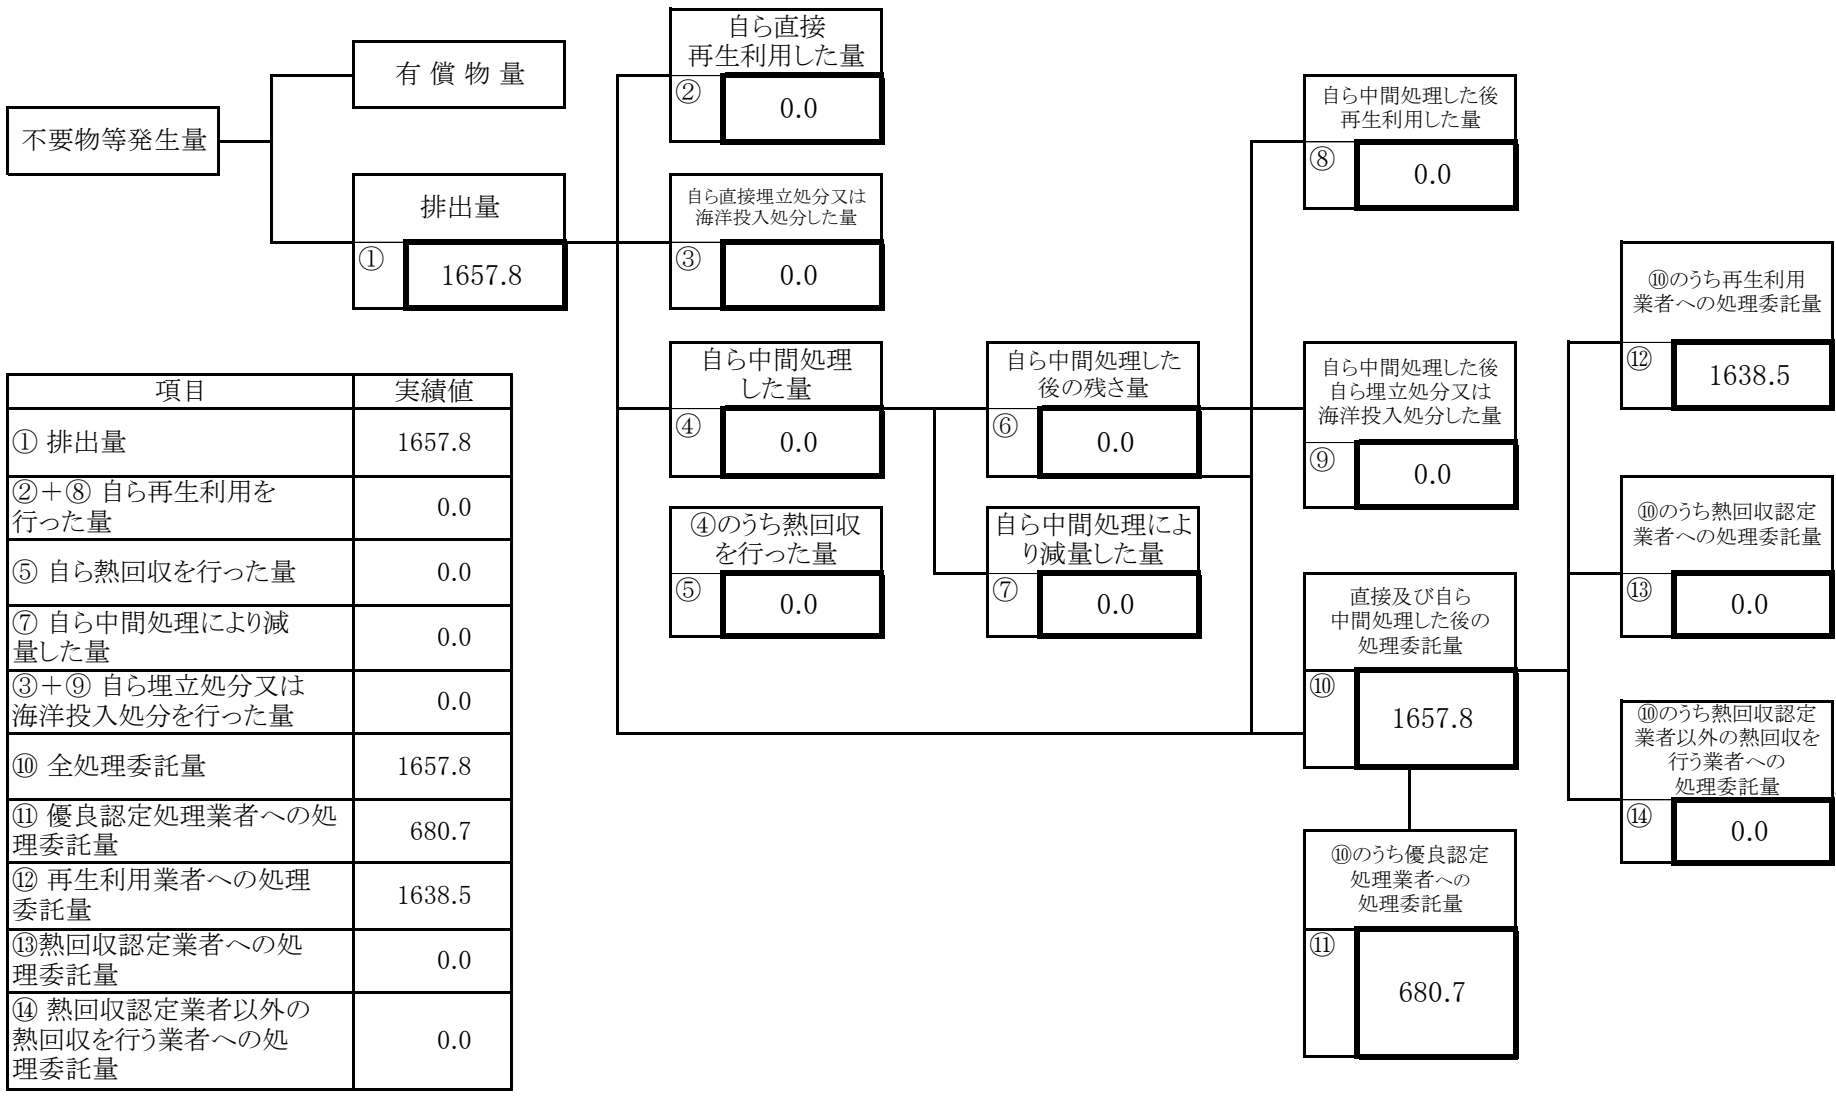 不要物等発生量
有 償 物 量
排出量
①
1657.8
自ら直接
再生利用した量
②
0.0
自ら直接埋立処分又は
海洋投入処分した量
③
0.0
自ら中間処理
した量
④
0.0
④のうち熱回収
を行った量
⑤
0.0
自ら中間処理した
後の残さ量
⑥
0.0
自ら中間処理によ
り減量した量
⑦
0.0
自ら中間処理した後
再生利用した量
⑧
0.0
自ら中間処理した後
自ら埋立処分又は
海洋投入処分した量
⑨
0.0
直接及び自ら
中間処理した後の
処理委託量
⑩
1657.8
⑩のうち優良認定
処理業者への
処理委託量
⑪
680.7
⑩のうち再生利用
業者への処理委託量
⑫
1638.5
⑩のうち熱回収認定
業者への処理委託量
⑬
0.0
⑩のうち熱回収認定
業者以外の熱回収を
行う業者への
処理委託量
⑭
0.0
項目 実績値
① 排出量 1657.8
②＋⑧ 自ら再生利用を
行った量 0.0
⑤ 自ら熱回収を行った量 0.0
⑦ 自ら中間処理により減
量した量 0.0
③＋⑨ 自ら埋立処分又は
海洋投入処分を行った量 0.0
⑩ 全処理委託量 1657.8
⑪ 優良認定処理業者への処
理委託量 680.7
⑫ 再生利用業者への処理
委託量 1638.5
⑬熱回収認定業者への処
理委託量 0.0
⑭ 熱回収認定業者以外の
熱回収を行う業者への処
理委託量 0.0